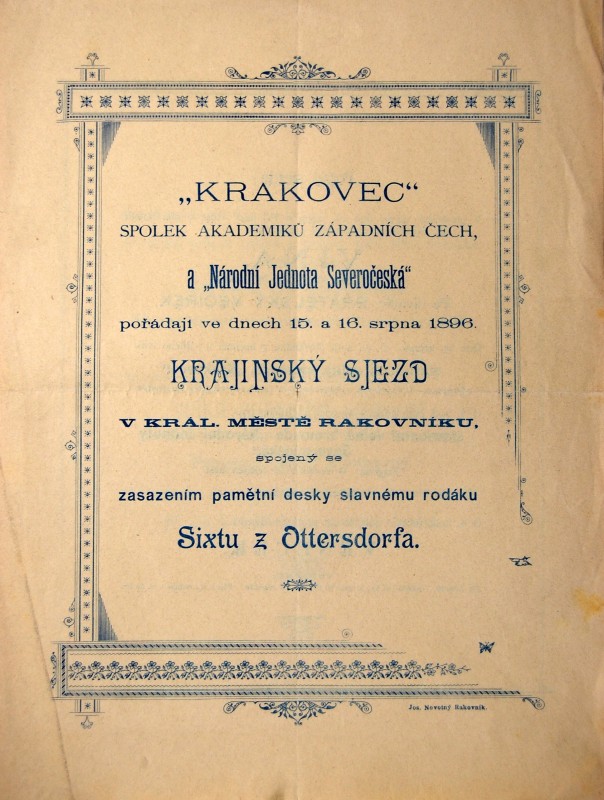 „KRAKOVEC“
SPOLEK AKADEMIKŮ ZÁPADNÍCH ČECH,
a „Národní Jednota Severočeská“
pořádají ve dnech 15. a 16. srpna 1896.
KRAJINSKÝ SJEZD
V KRÁL. MĚSTĚ RAKOVNÍKU,
spojený se
zasazením pamětní desky slavnému rodáku
Sixtu z Ottersdorfa.
Jos. Novotný Rakovník.